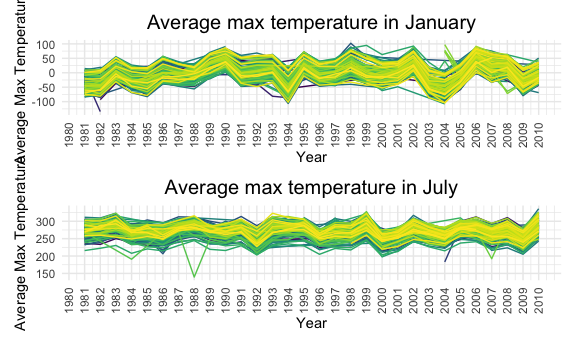 Average max temperature in January
Average Max Temperature
100
50
0
-50
-100
1980 1981 1982 1983 1984 1985 1986 1987 1988 1989 1990 1991 1992 1993 1994 1995 1996 1997 1998 1999 2000 2001 2002 2003 2004 2005 2006 2007 2008 2009 2010
Year
Average max temperature in July
Average Max Temperature
300
250
200
150
1980 1981 1982 1983 1984 1985 1986 1987 1988 1989 1990 1991 1992 1993 1994 1995 1996 1997 1998 1999 2000 2001 2002 2003 2004 2005 2006 2007 2008 2009 2010
Year